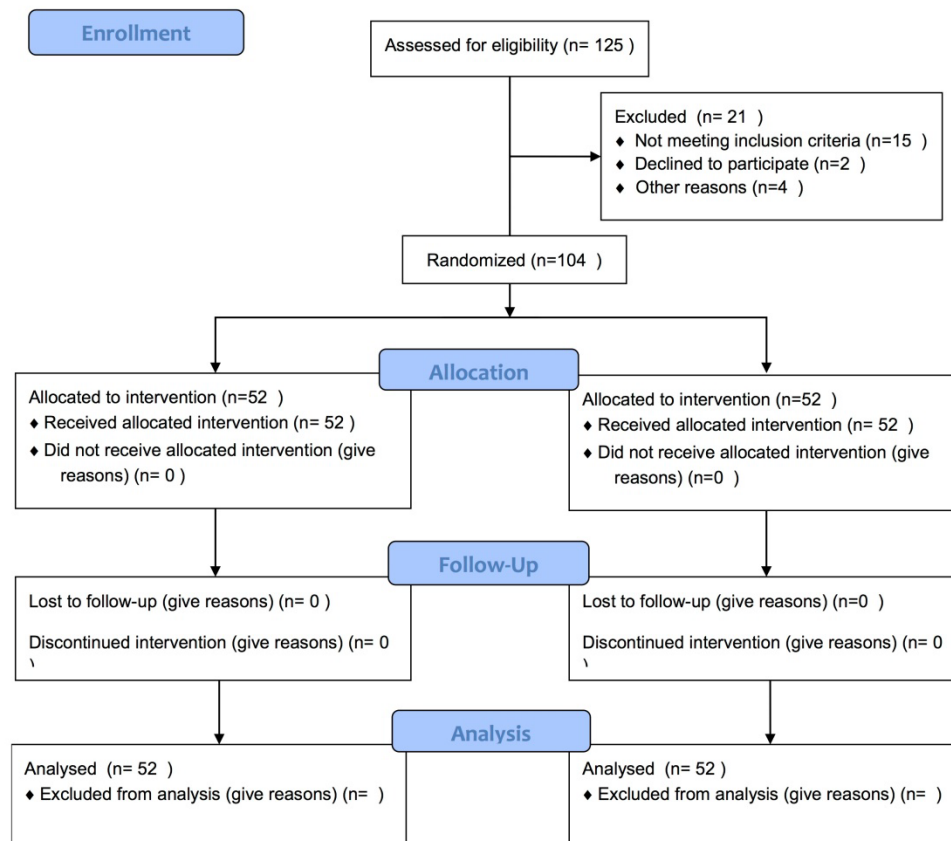 Enrollment
Assessed for eligibility (n= 125 )
Excluded (n= 21 )
♦ Not meeting inclusion criteria (n=15 )
♦ Declined to participate (n=2 )
♦ Other reasons (n=4 )
Randomized (n=104 )
Allocation
Allocated to intervention (n=52 )
♦ Received allocated intervention (n= 52 )
♦ Did not receive allocated intervention (give
reasons) (n= 0 )
Allocated to intervention (n=52 )
♦ Received allocated intervention (n= 52 )
♦ Did not receive allocated intervention (give
reasons) (n=0 )
Follow-Up
Lost to follow-up (give reasons) (n= 0 )
Discontinued intervention (give reasons) (n= 0
)
Lost to follow-up (give reasons) (n=0 )
Discontinued intervention (give reasons) (n= 0
)
Analysis
Analysed (n= 52 )
♦ Excluded from analysis (give reasons) (n= )
Analysed (n= 52 )
♦ Excluded from analysis (give reasons) (n= )